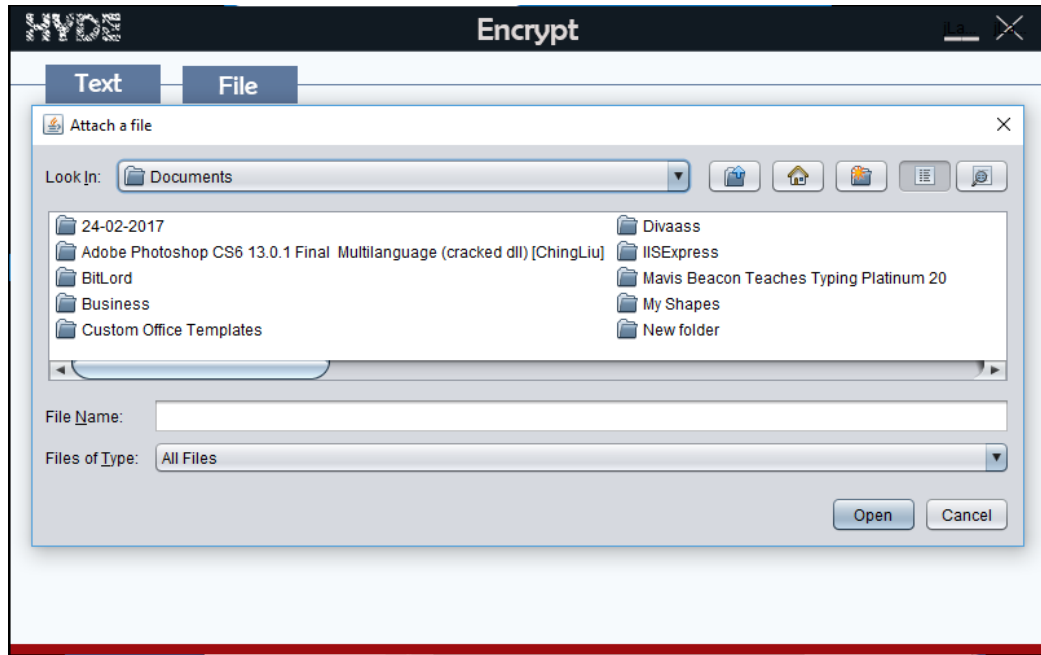 HYDE
Encrypt
Text
File
Attach a file
Look In:
Documents
24-02-2017
Adobe Photoshop CS6 13.0.1 Final  Multilanguage (cracked dll) [ChingLiu]
BitLord
Business
Custom Office Templates
Divaass
IISExpress
Mavis Beacon Teaches Typing Platinum 20
My Shapes
New folder
File Name:
Files of Type:
All Files
Open
Cancel